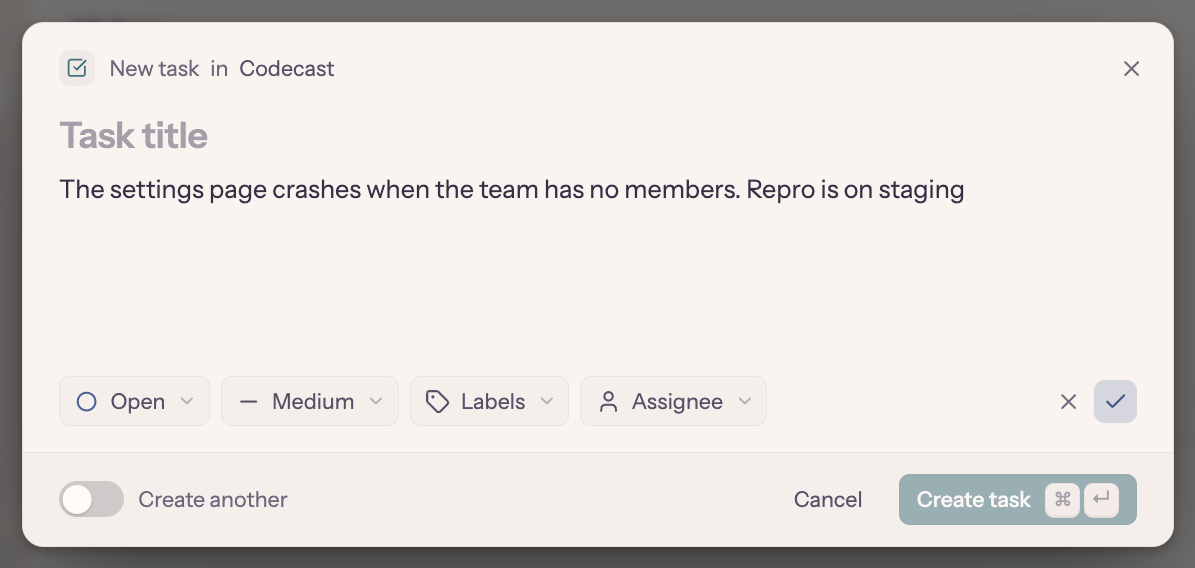 New task in Codecast
Task title
The settings page crashes when the team has no members. Repro is on staging
Open
Medium
Labels
Assignee
Create another
Cancel
Create task ⌘ ↵